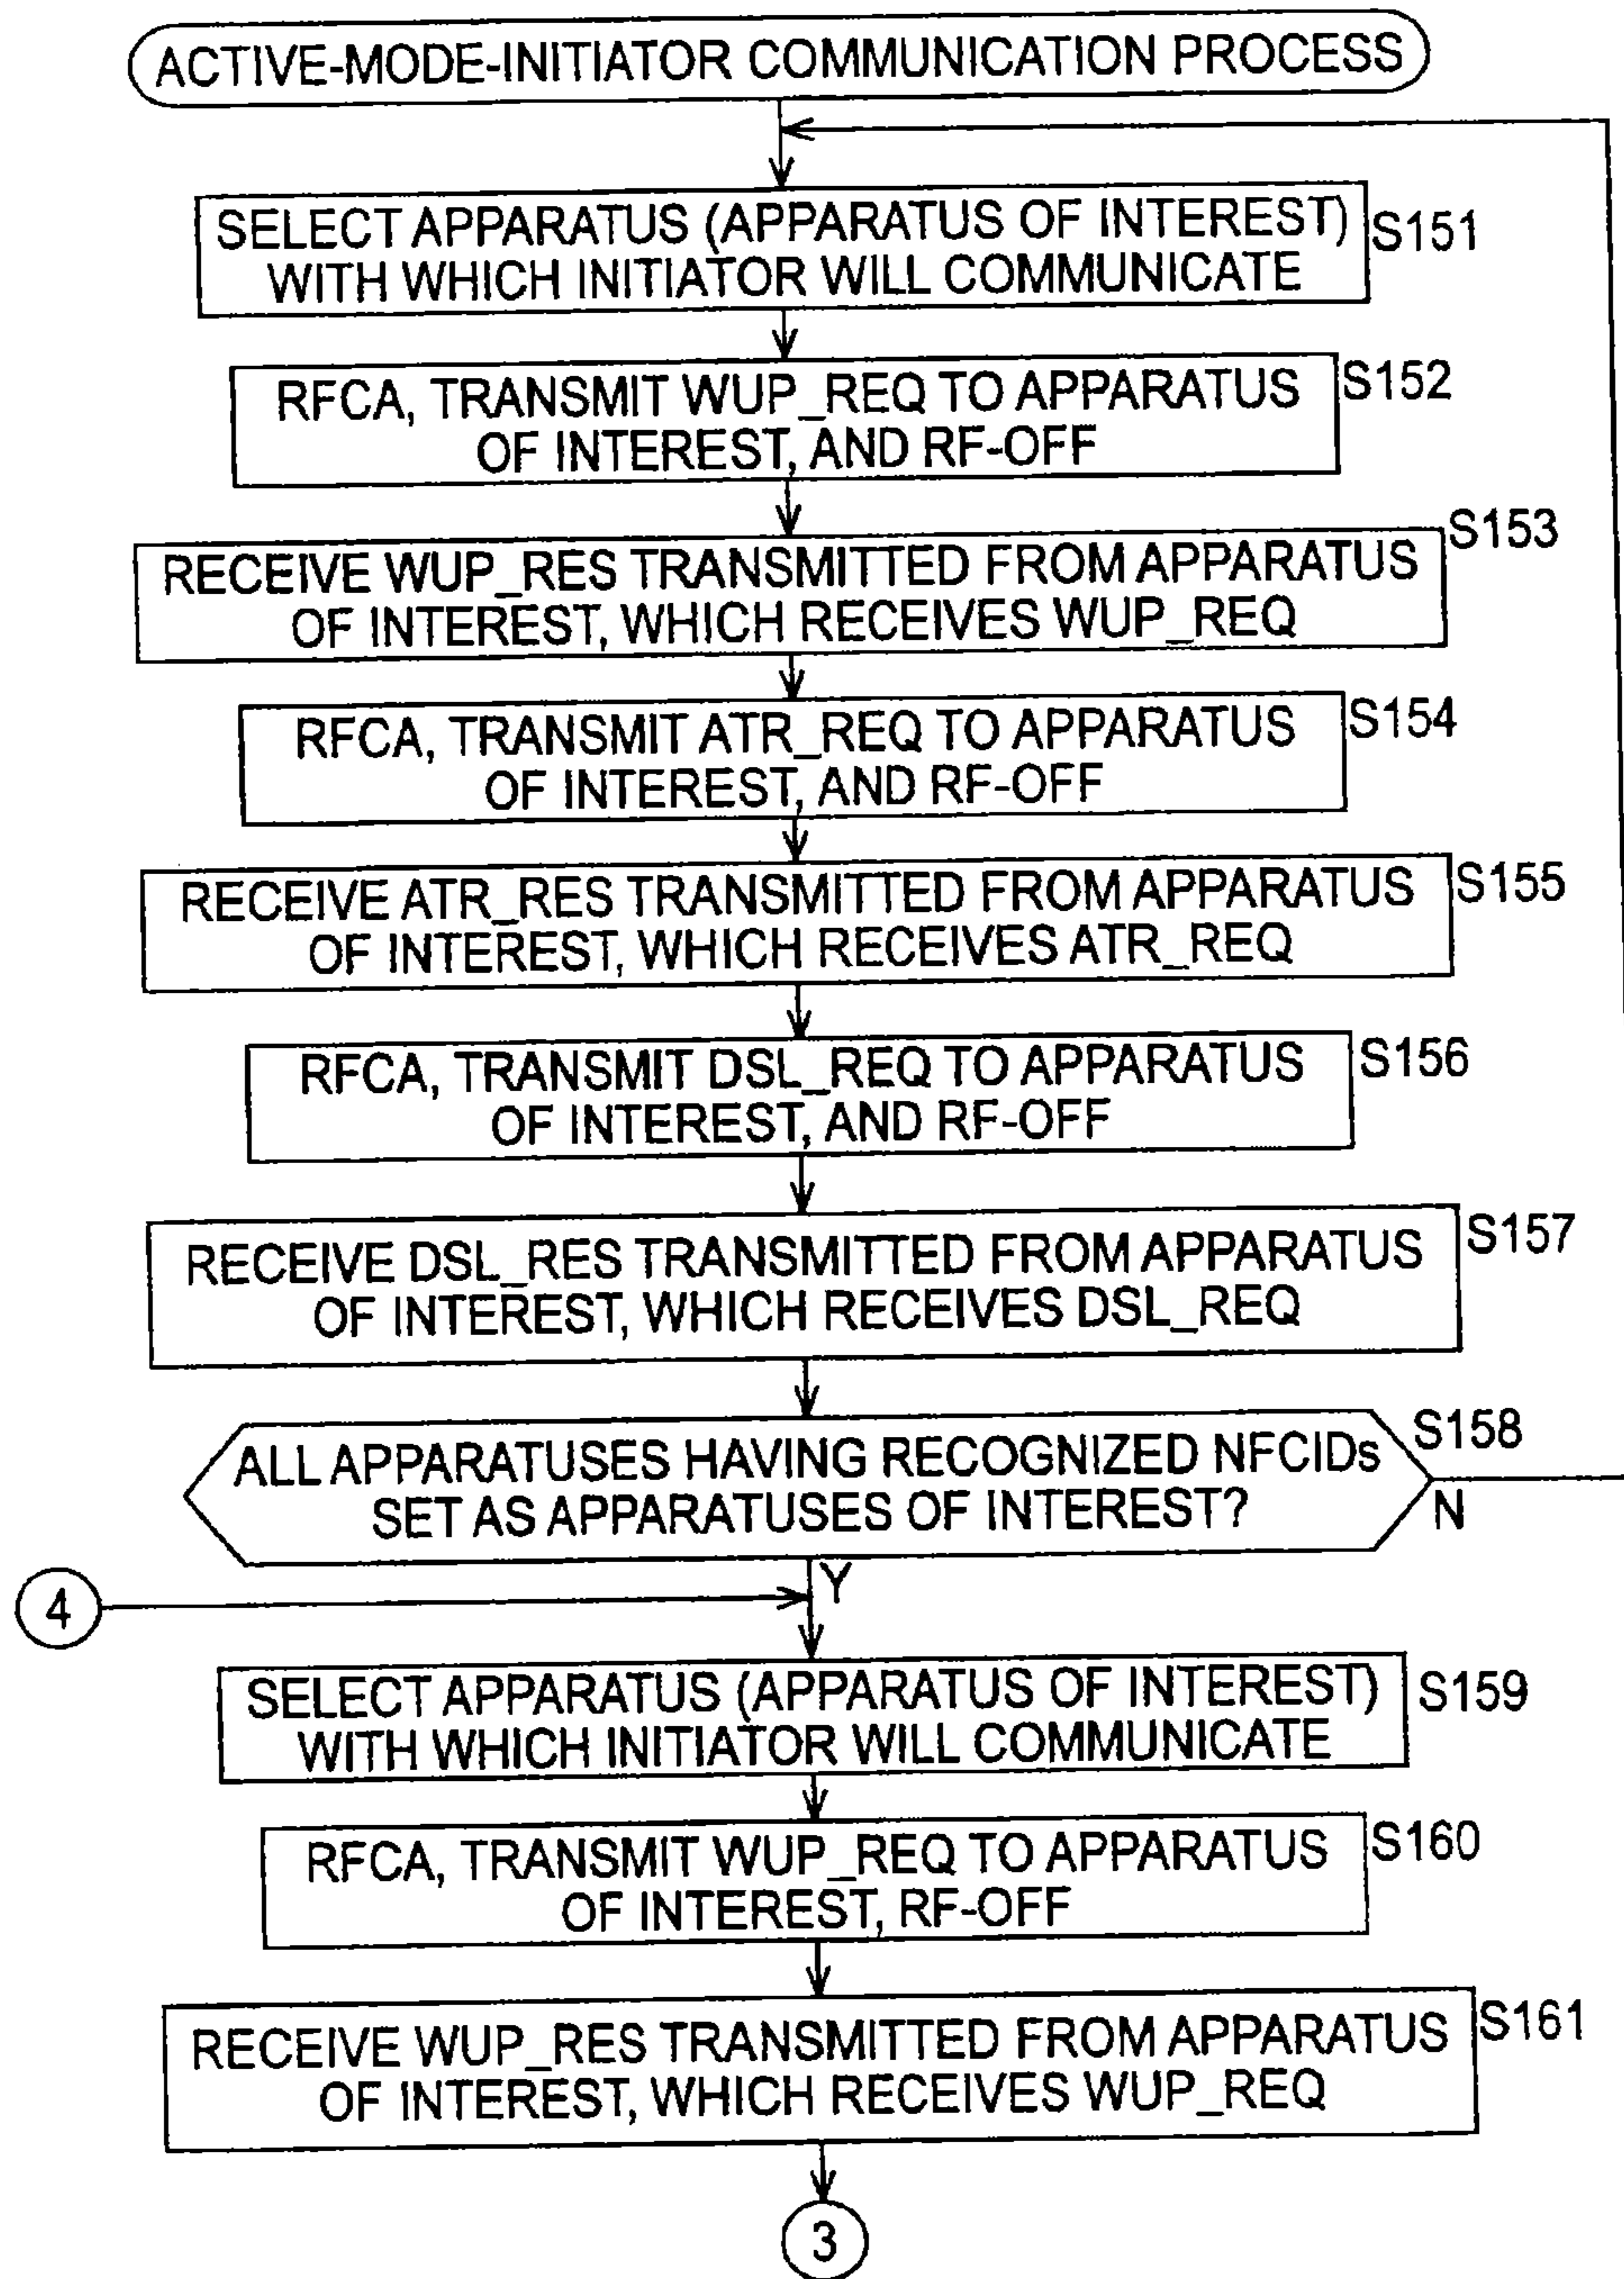 ACTIVE-MODE-INITIATOR COMMUNICATION PROCESS
SELECT APPARATUS (APPARATUS OF INTEREST)
WITH WHICH INITIATOR WILL COMMUNICATE
S151
RFCA, TRANSMIT WUP_REQ TO APPARATUS
OF INTEREST, AND RF-OFF
S152
RECEIVE WUP_RES TRANSMITTED FROM APPARATUS
OF INTEREST, WHICH RECEIVES WUP_REQ
S153
RFCA, TRANSMIT ATR_REQ TO APPARATUS
OF INTEREST, AND RF-OFF
S154
RECEIVE ATR_RES TRANSMITTED FROM APPARATUS
OF INTEREST, WHICH RECEIVES ATR_REQ
S155
RFCA, TRANSMIT DSL_REQ TO APPARATUS
OF INTEREST, AND RF-OFF
S156
RECEIVE DSL_RES TRANSMITTED FROM APPARATUS
OF INTEREST, WHICH RECEIVES DSL_REQ
S157
ALL APPARATUSES HAVING RECOGNIZED NFCIDs
SET AS APPARATUSES OF INTEREST?
S158
N
Y
4
SELECT APPARATUS (APPARATUS OF INTEREST)
WITH WHICH INITIATOR WILL COMMUNICATE
S159
RFCA, TRANSMIT WUP_REQ TO APPARATUS
OF INTEREST, RF-OFF
S160
RECEIVE WUP_RES TRANSMITTED FROM APPARATUS
OF INTEREST, WHICH RECEIVES WUP_REQ
S161
3